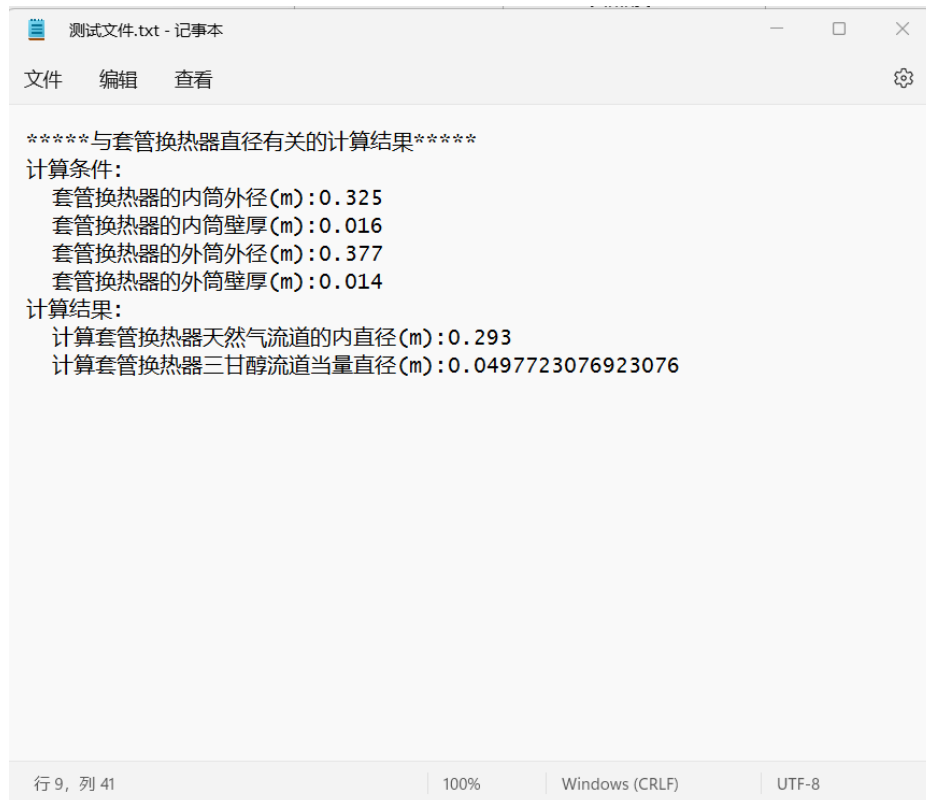 测试文件.txt - 记事本
文件 编辑 查看
*****与套管换热器直径有关的计算结果*****
计算条件:
套管换热器的内筒外径(m):0.325
套管换热器的内筒壁厚(m):0.016
套管换热器的外筒外径(m):0.377
套管换热器的外筒壁厚(m):0.014
计算结果:
计算套管换热器天然气流道的内直径(m):0.293
计算套管换热器三甘醇流道当量直径(m):0.0497723076923076
行 9，列 41 100% Windows (CRLF) UTF-8